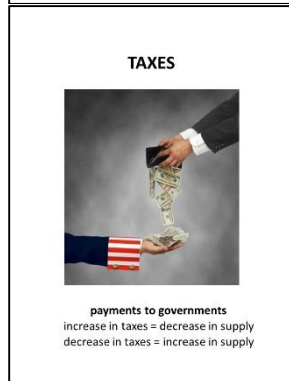 TAXES
payments to governments
increase in taxes = decrease in supply
decrease in taxes = increase in supply